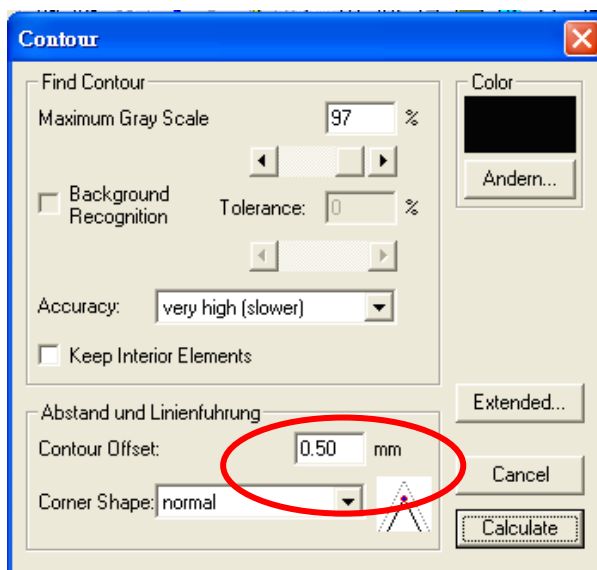 Contour
Find Contour
Maximum Gray Scale 97 %
Background
Recognition
Tolerance: 0 %
Accuracy: very high (slower)
Keep Interior Elements
Color
Andern...
Abstand und Linienfuhrung
Contour Offset: 0.50 mm
Corner Shape: normal
Extended...
Cancel
Calculate